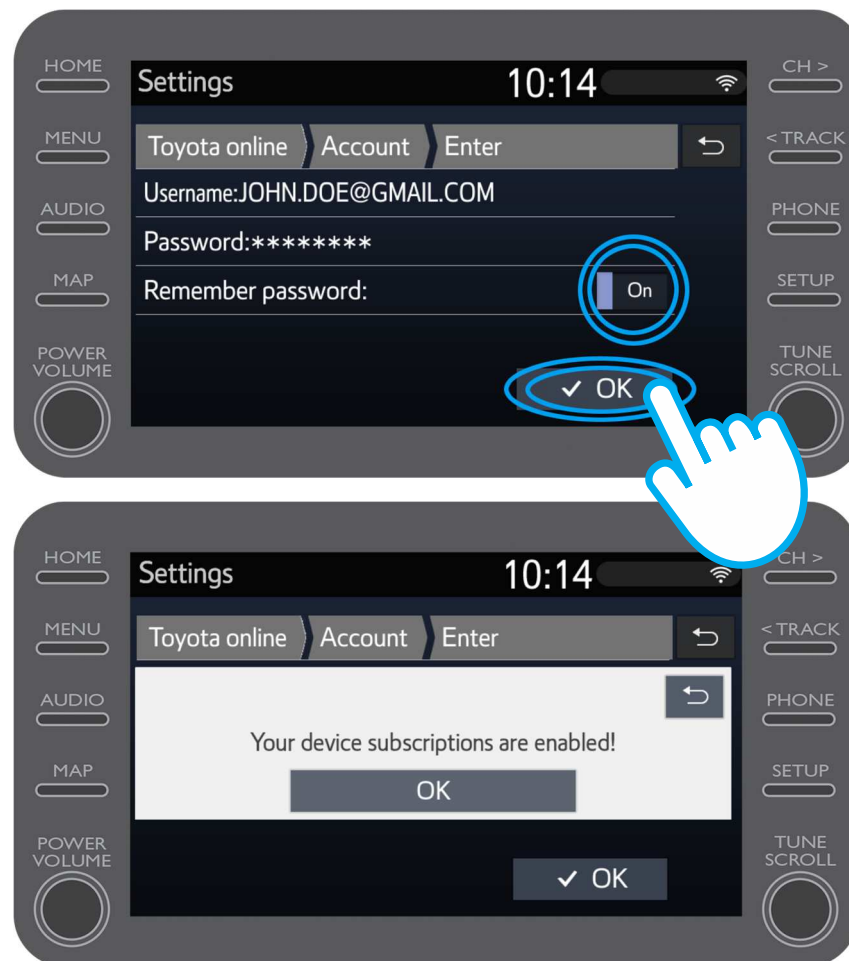 HOME
MENU
AUDIO
MAP
POWER
VOLUME
Settings
10:14
Toyota online
Account
Enter
Username:JOHN.DOE@GMAIL.COM
Password:********
Remember password:
On
✓ OK
CH >
< TRACK
PHONE
SETUP
TUNE
SCROLL
HOME
MENU
AUDIO
MAP
POWER
VOLUME
Settings
10:14
Toyota online
Account
Enter
Your device subscriptions are enabled!
OK
✓ OK
CH >
< TRACK
PHONE
SETUP
TUNE
SCROLL